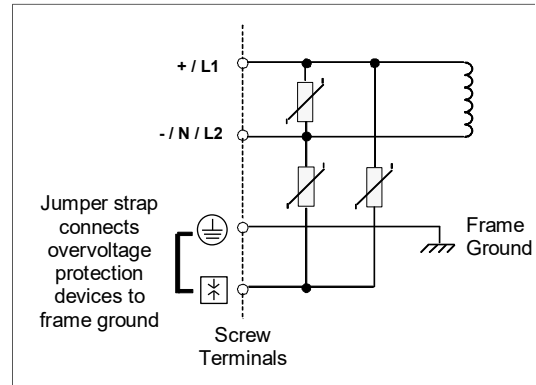 + / L1
- / N / L2
Jumper strap
connects
overvoltage
protection
devices to
frame ground
Frame
Ground
Screw
Terminals